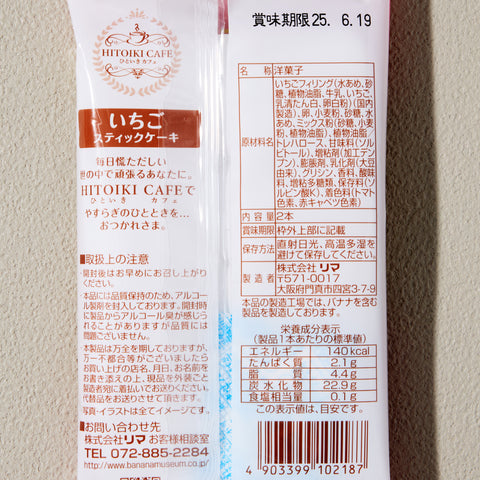 HITOIKI CAFE
ひといき カフェ
いちご
スティックケーキ
毎日慌ただしい
世の中で頑張るあなたに。
HITOIKI CAFEで
ひといき カフェ
やすらぎのひとときを…
おつかれさま。
■取扱上の注意
・開封後はお早めにお召し上がり
ください。
・本品には品質保持のため、アルコー
ル製剤を封入しております。開封時
に製品からアルコール臭が感じら
れることがありますが品質には
問題ございません。
・本製品は万全を期しておりますが、
万一不都合等がございましたら
お買い上げの店名、月日、お名前を
お書き添えの上、現品を外装ごと
製造者宛に着払いでお送りください。
代替品をお送りさせて頂きます。
写真・イラストは全てイメージです。
■お問い合わせ先
株式会社リマ お客様相談室
TEL 072-885-2284
http://www.bananamuseum.co.jp/
賞味期限25. 6.19
名称 洋菓子
原材料名 いちごフィリング(水あめ、砂
糖、植物油脂、牛乳、いちご、
乳清たん白、卵白粉)(国内
製造)、卵、小麦粉、砂糖、水
あめ、ミックス粉(砂糖、小麦
粉、植物油脂)、植物油脂/
トレハロース、甘味料(ソル
ビトール)、増粘剤(加工デン
プン)、膨脹剤、乳化剤(大豆
由来)、グリシン、香料、酸味
料、増粘多糖類、保存料(ソ
ルビン酸K)、着色料(トマト
色素、赤キャベツ色素)
内容量 2本
賞味期限 枠外上部に記載
保存方法 直射日光、高温多湿を
避けて保存してください。
製造者 株式会社 リマ
〒571-0017
大阪府門真市四宮3-7-9
本品の製造工場では、バナナを含む
製品を製造しています。
栄養成分表示
(製品1本あたりの標準値)
エネルギー 140kcal
たんぱく質 2.1g
脂質 4.4g
炭水化物 22.9g
食塩相当量 0.1g
この表示値は、目安です。
4 903399 102187